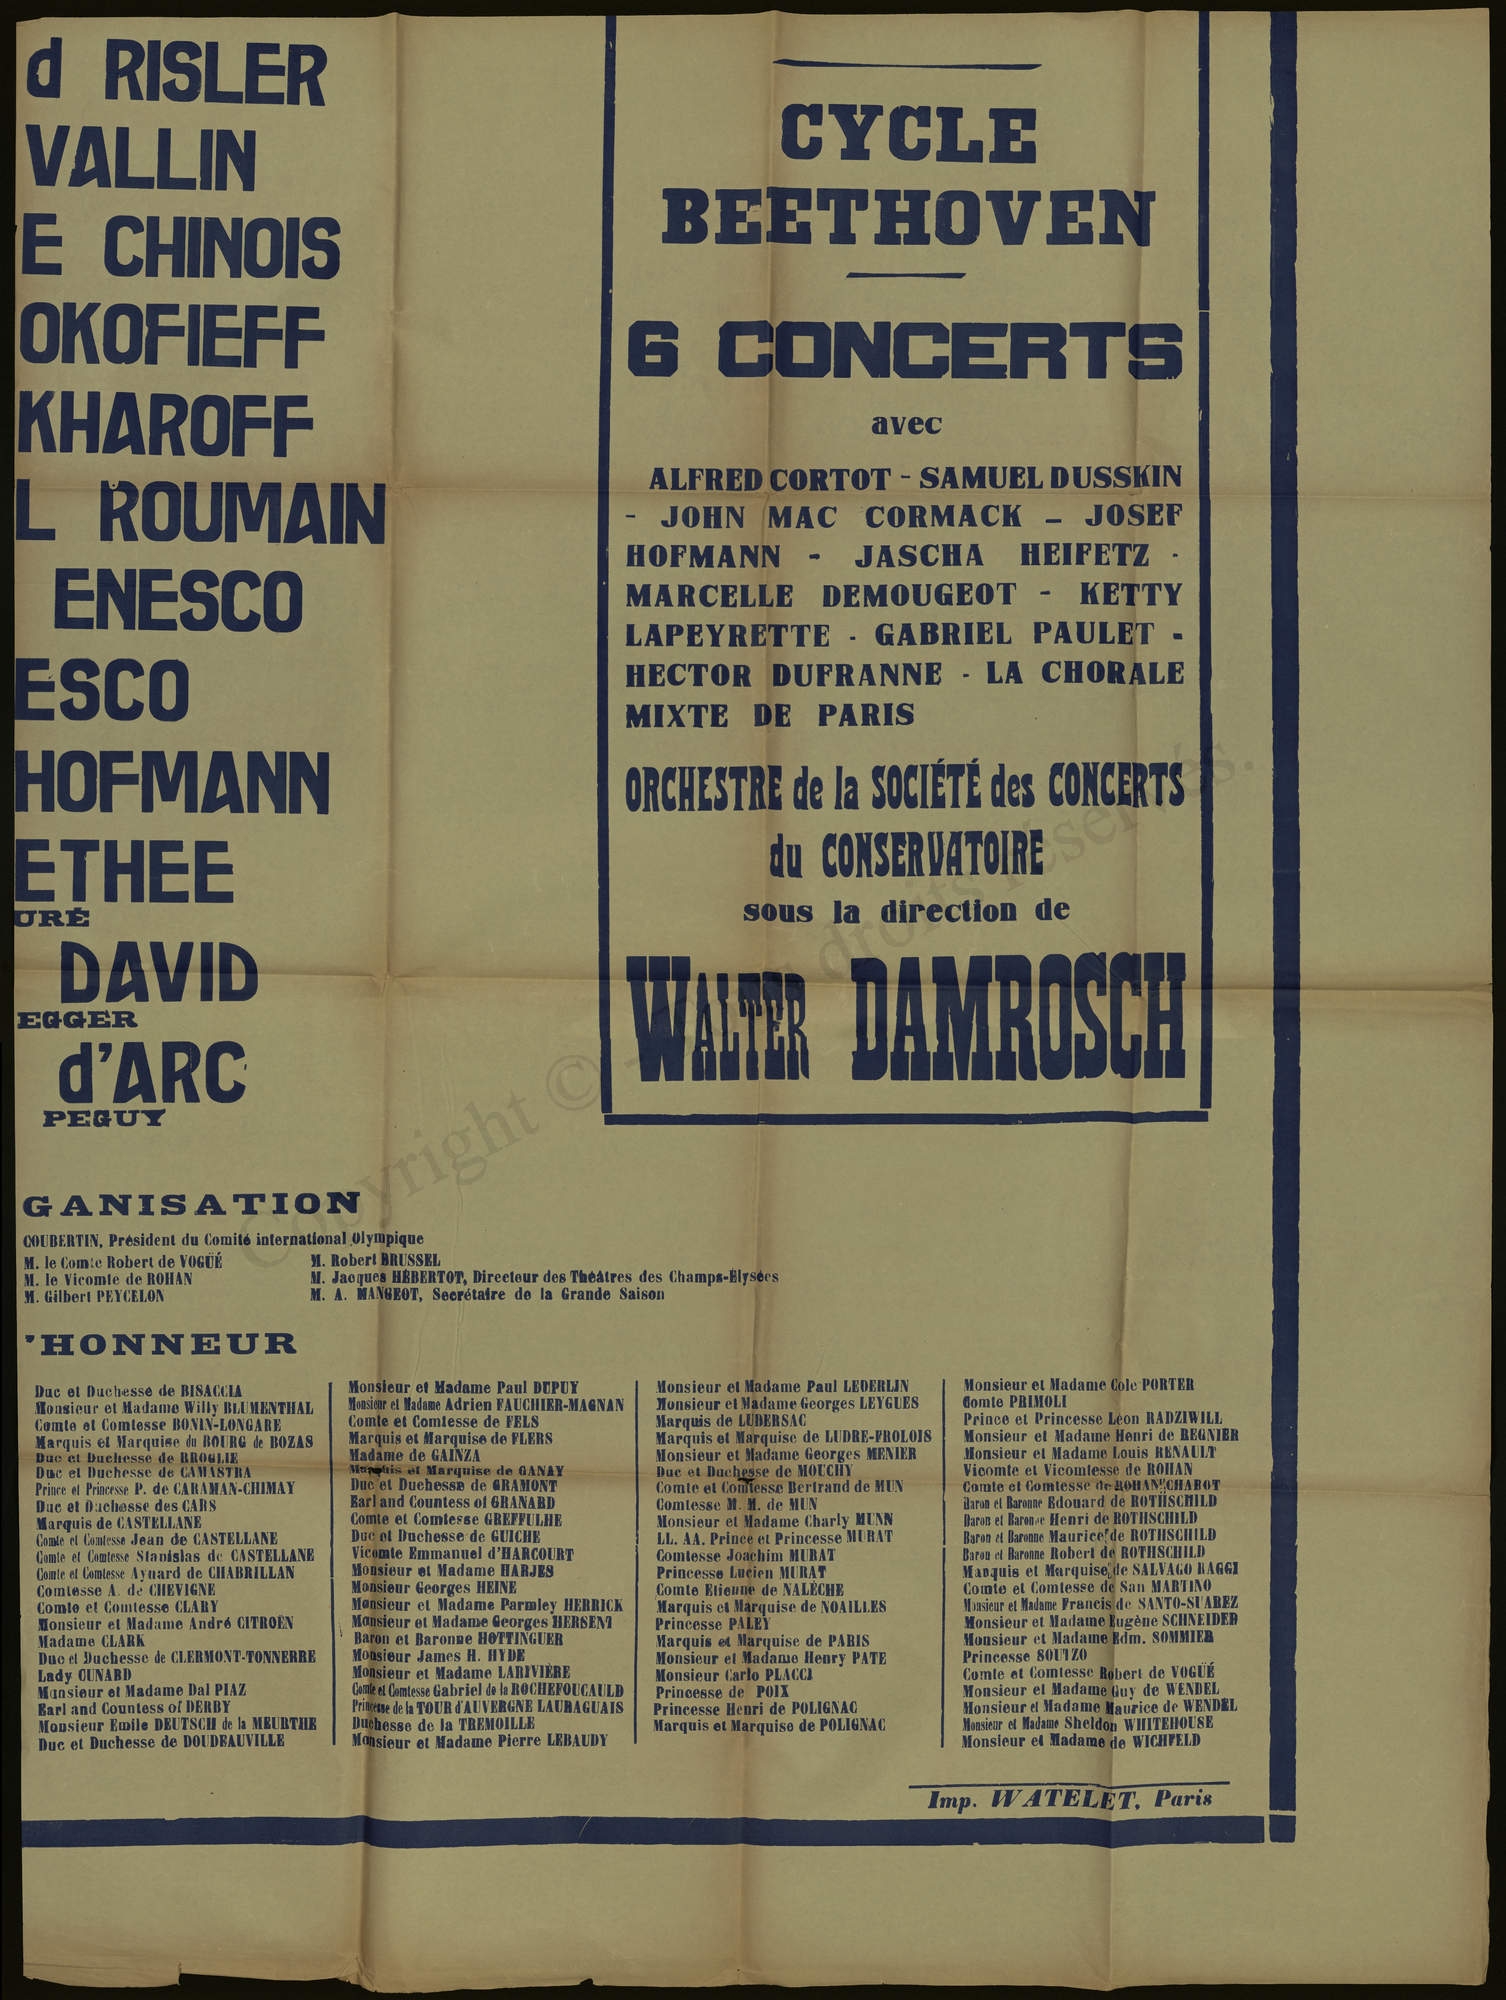 d RISLER
VALLIN
E CHINOIS
OKOFIEFF
KHAROFF
L ROUMAIN
ENESCO
ESCO
HOFMANN
ETHEE
URÉ
DAVID
EGGER
d'ARC
PEGUY
CYCLE
BEETHOVEN
6 CONCERTS
avec
ALFRED CORTOT - SAMUEL DUSSKIN
- JOHN MAC CORMACK - JOSEF
HOFMANN - JASCHA HEIFETZ -
MARCELLE DEMOUGEOT - KETTY
LAPEYRETTE - GABRIEL PAULET -
HECTOR DUFRANNE - LA CHORALE
MIXTE DE PARIS
ORCHESTRE de la SOCIÉTÉ des CONCERTS
du CONSERVATOIRE
sous la direction de
WALTER DAMROSCH
GANISATION
COUBERTIN, Président du Comité international Olympique
M. le Comte Robert de VOGÜÉ
M. le Vicomte de ROHAN
M. Gilbert PEYCELON
M. Robert BRUSSEL
M. Jacques HÉBERTOT, Directeur des Théâtres des Champs-Élysées
M. A. MANGEOT, Secrétaire de la Grande Saison
'HONNEUR
Duc et Duchesse de BISACCIA
Monsieur et Madame Willy BLUMENTHAL
Comte et Comtesse BONIN-LONGARE
Marquis et Marquise du BOURG de BOZAS
Duc et Duchesse de BROGLIE
Duc et Duchesse de CAMASTRA
Prince et Princesse P. de CARAMAN-CHIMAY
Duc et Duchesse des CARS
Marquis de CASTELLANE
Comte et Comtesse Jean de CASTELLANE
Comte et Comtesse Stanislas de CASTELLANE
Comte et Comtesse Aynard de CHABRILLAN
Comtesse A. de CHEVIGNE
Comte et Comtesse CLARY
Monsieur et Madame André CITROËN
Madame CLARK
Duc et Duchesse de CLERMONT-TONNERRE
Lady CUNARD
Monsieur et Madame Dal PIAZ
Earl and Countess of DERBY
Monsieur Emile DEUTSCH de la MEURTHE
Duc et Duchesse de DOUDEAUVILLE
Monsieur et Madame Paul DUPUY
Monsieur et Madame Adrien FAUCHIER-MAGNAN
Comte et Comtesse de FELS
Marquis et Marquise de FLERS
Madame de GAINZA
Marquis et Marquise de GANAY
Duc et Duchesse de GRAMONT
Earl and Countess of GRANARD
Comte et Comtesse GREFFULHE
Duc et Duchesse de GUICHE
Vicomte Emmanuel d'HARCOURT
Monsieur et Madame HARJES
Monsieur Georges HEINE
Monsieur et Madame Parmley HERRICK
Monsieur et Madame Georges HERSENT
Baron et Baronne HOTTINGUER
Monsieur James H. HYDE
Monsieur et Madame LARIVIÈRE
Comte et Comtesse Gabriel de la ROCHEFOUCAULD
Princesse de la TOUR d'AUVERGNE LAURAGUAIS
Duchesse de la TREMOILLE
Monsieur et Madame Pierre LEBAUDY
Monsieur et Madame Paul LEDERLIN
Monsieur et Madame Georges LEYGUES
Marquis de LUBERSAC
Marquis et Marquise de LUDRE-FROLOIS
Monsieur et Madame Georges MENIER
Duc et Duchesse de MOUCHY
Comte et Comtesse Bertrand de MUN
Comtesse M. M. de MUN
Monsieur et Madame Charly MUNN
LL. AA. Prince et Princesse MURAT
Comtesse Joachim MURAT
Princesse Lucien MURAT
Comte Etienne de NALÈCHE
Marquis et Marquise de NOAILLES
Princesse PALEY
Marquis et Marquise de PARIS
Monsieur et Madame Henry PATE
Monsieur Carlo PLACCI
Princesse de POIX
Princesse Henri de POLIGNAC
Marquis et Marquise de POLIGNAC
Monsieur et Madame Cole PORTER
Comte PRIMOLI
Prince et Princesse Léon RADZIWILL
Monsieur et Madame Henri de REGNIER
Monsieur et Madame Louis RENAULT
Vicomte et Vicomtesse de ROHAN
Comte et Comtesse de ROHAN-CHABOT
Baron et Baronne Edouard de ROTHSCHILD
Baron et Baronne Henri de ROTHSCHILD
Baron et Baronne Maurice de ROTHSCHILD
Baron et Baronne Robert de ROTHSCHILD
Marquis et Marquise de SALVAGO RAGGI
Comte et Comtesse de San MARTINO
Monsieur et Madame Francis de SANTO-SUAREZ
Monsieur et Madame Eugène SCHNEIDER
Monsieur et Madame Edm. SOMMIER
Princesse SOUTZO
Comte et Comtesse Robert de VOGÜÉ
Monsieur et Madame Guy de WENDEL
Monsieur et Madame Maurice de WENDEL
Monsieur et Madame Sheldon WHITEHOUSE
Monsieur et Madame de WICHFELD
Imp. WATELET, Paris
Copyright © - droits réservés.